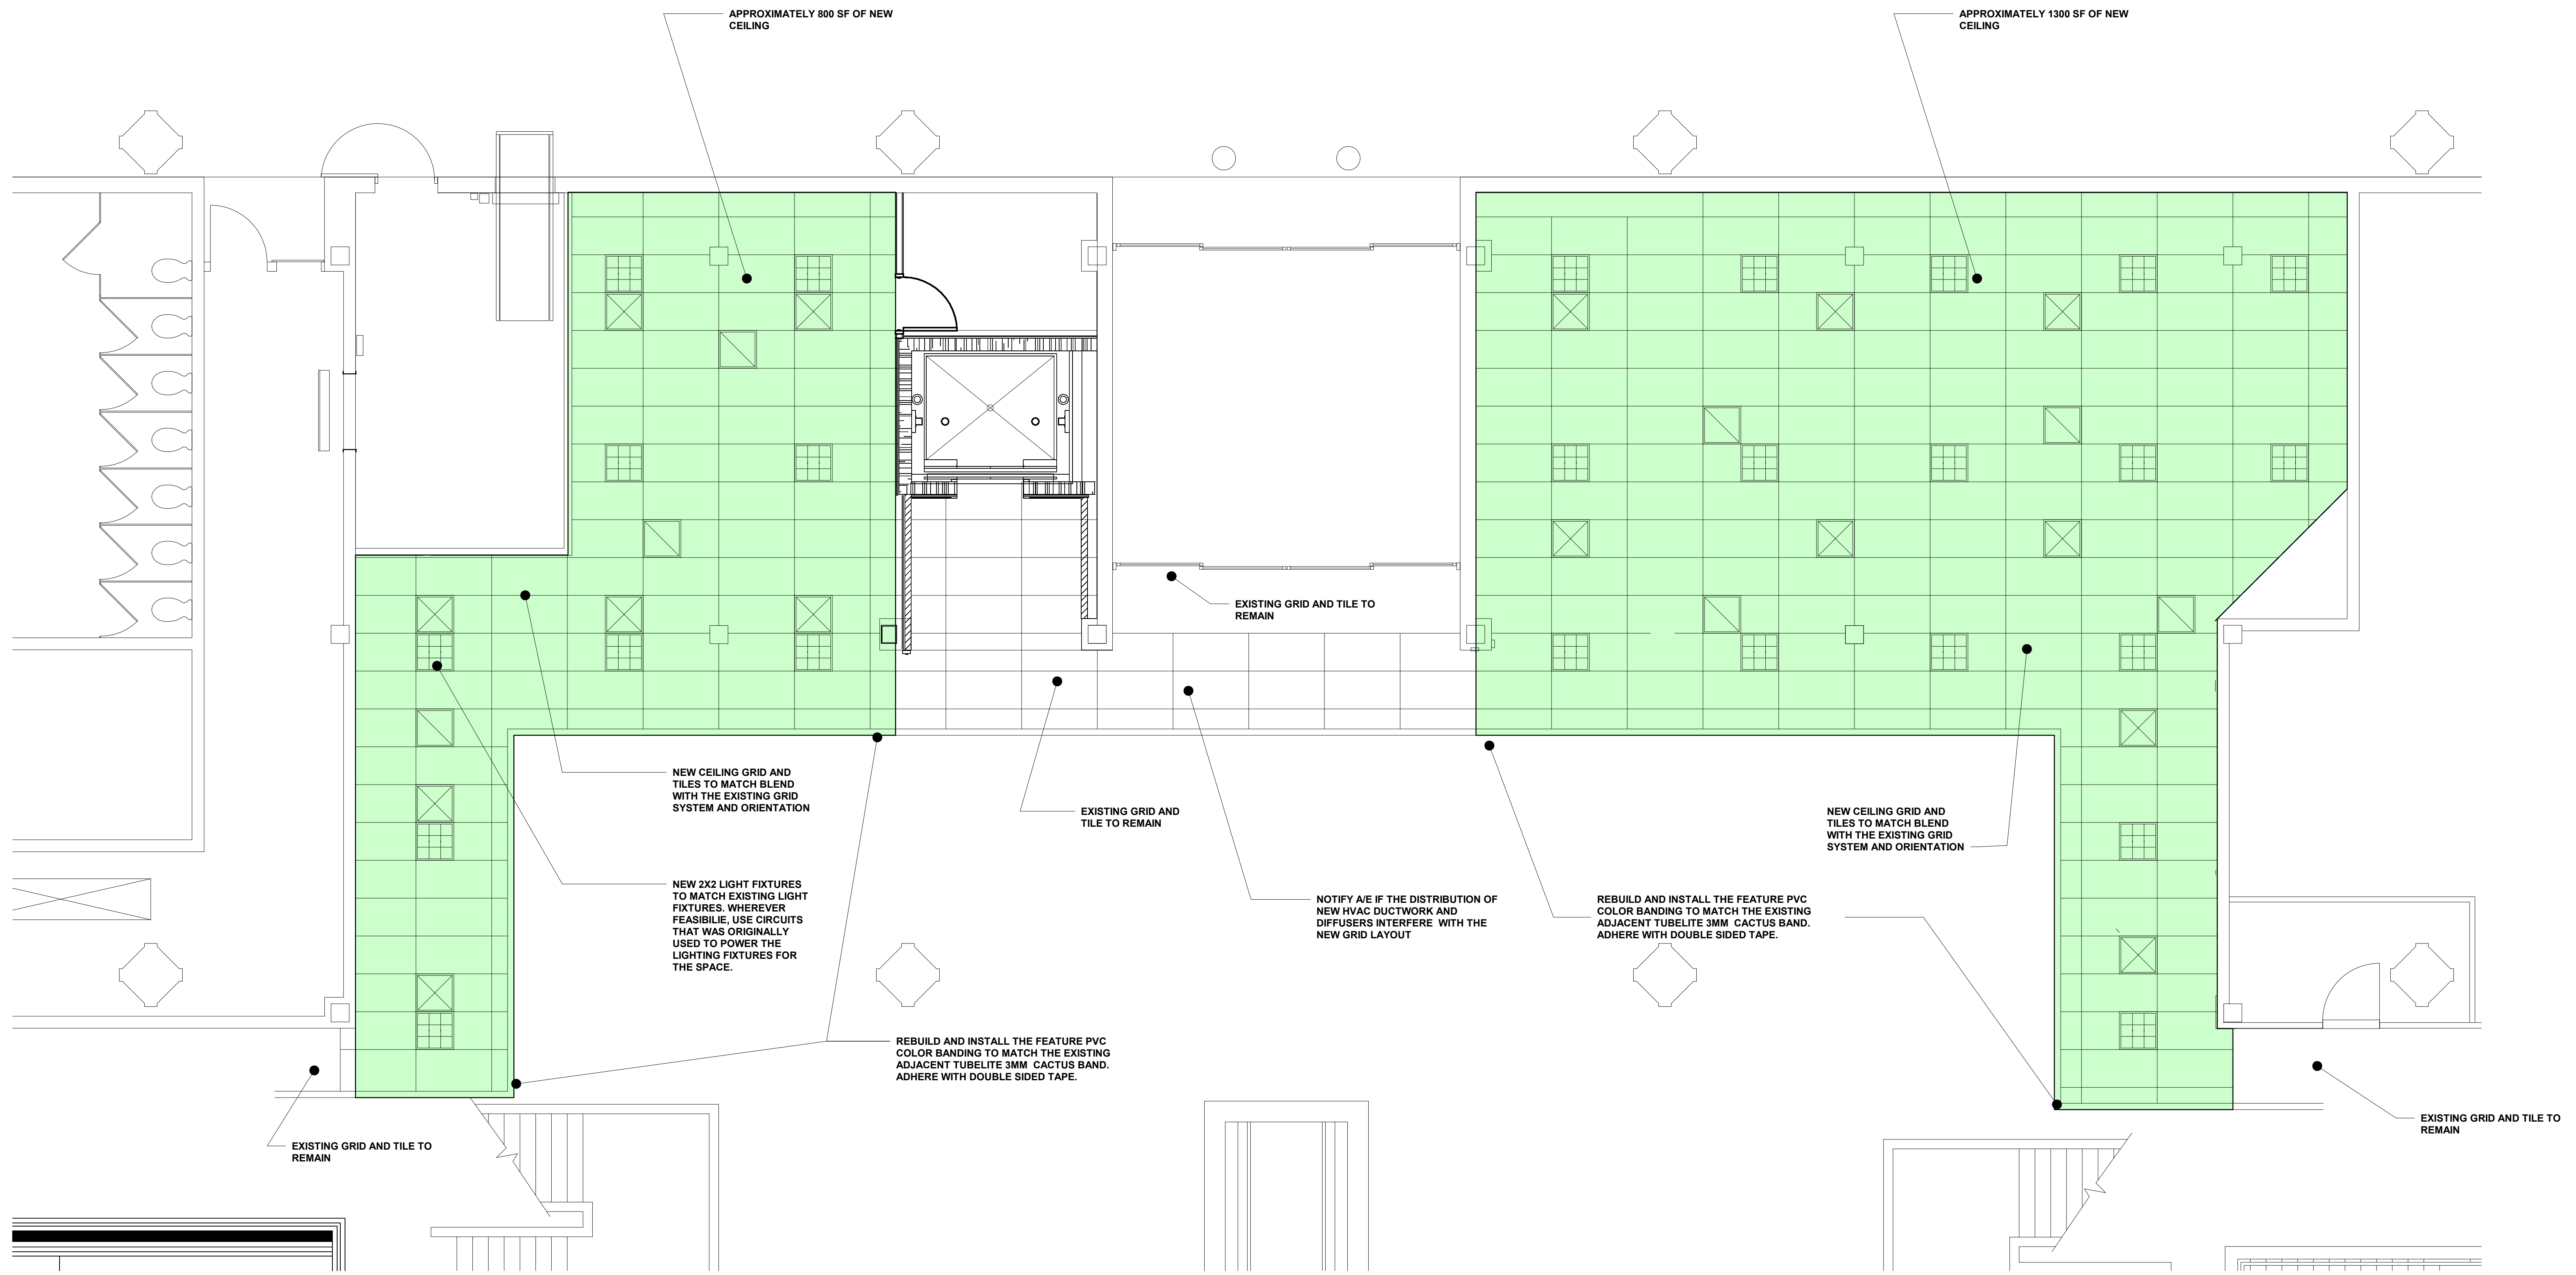 APPROXIMATELY 800 SF OF NEW
CEILING
APPROXIMATELY 1300 SF OF NEW
CEILING
EXISTING GRID AND TILE TO
REMAIN
NEW CEILING GRID AND
TILES TO MATCH BLEND
WITH THE EXISTING GRID
SYSTEM AND ORIENTATION
EXISTING GRID AND
TILE TO REMAIN
NEW CEILING GRID AND
TILES TO MATCH BLEND
WITH THE EXISTING GRID
SYSTEM AND ORIENTATION
NEW 2X2 LIGHT FIXTURES
TO MATCH EXISTING LIGHT
FIXTURES. WHEREVER
FEASIBILIE, USE CIRCUITS
THAT WAS ORIGINALLY
USED TO POWER THE
LIGHTING FIXTURES FOR
THE SPACE.
NOTIFY A/E IF THE DISTRIBUTION OF
NEW HVAC DUCTWORK AND
DIFFUSERS INTERFERE WITH THE
NEW GRID LAYOUT
REBUILD AND INSTALL THE FEATURE PVC
COLOR BANDING TO MATCH THE EXISTING
ADJACENT TUBELITE 3MM CACTUS BAND.
ADHERE WITH DOUBLE SIDED TAPE.
REBUILD AND INSTALL THE FEATURE PVC
COLOR BANDING TO MATCH THE EXISTING
ADJACENT TUBELITE 3MM CACTUS BAND.
ADHERE WITH DOUBLE SIDED TAPE.
EXISTING GRID AND TILE TO
REMAIN
EXISTING GRID AND TILE TO
REMAIN